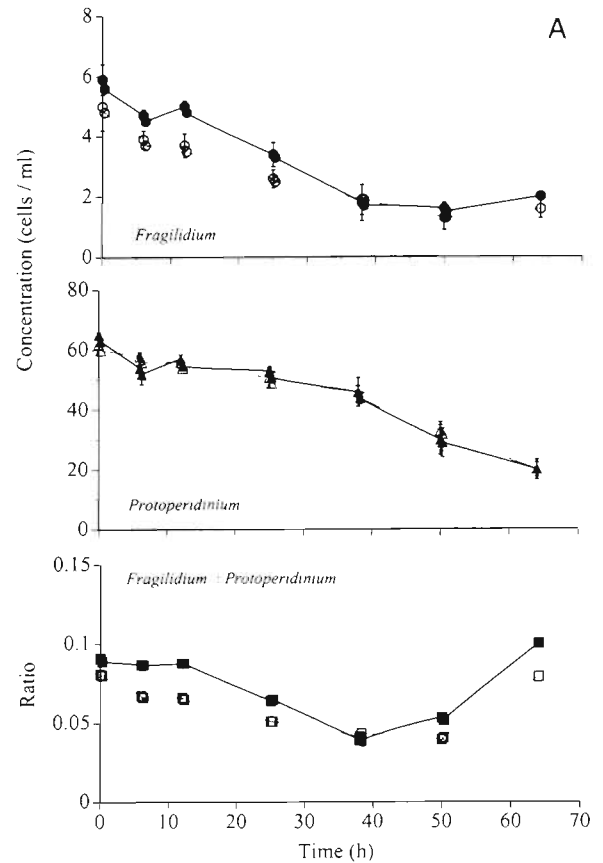 A
8
6
4
2
0
Fragilidium
Concentration (cells / ml)
80
60
40
20
0
Protoperidinium
0.15
0.1
0.05
0
Fragilidium Protoperidinium
Ratio
0 10 20 30 40 50 60 70
Time (h)